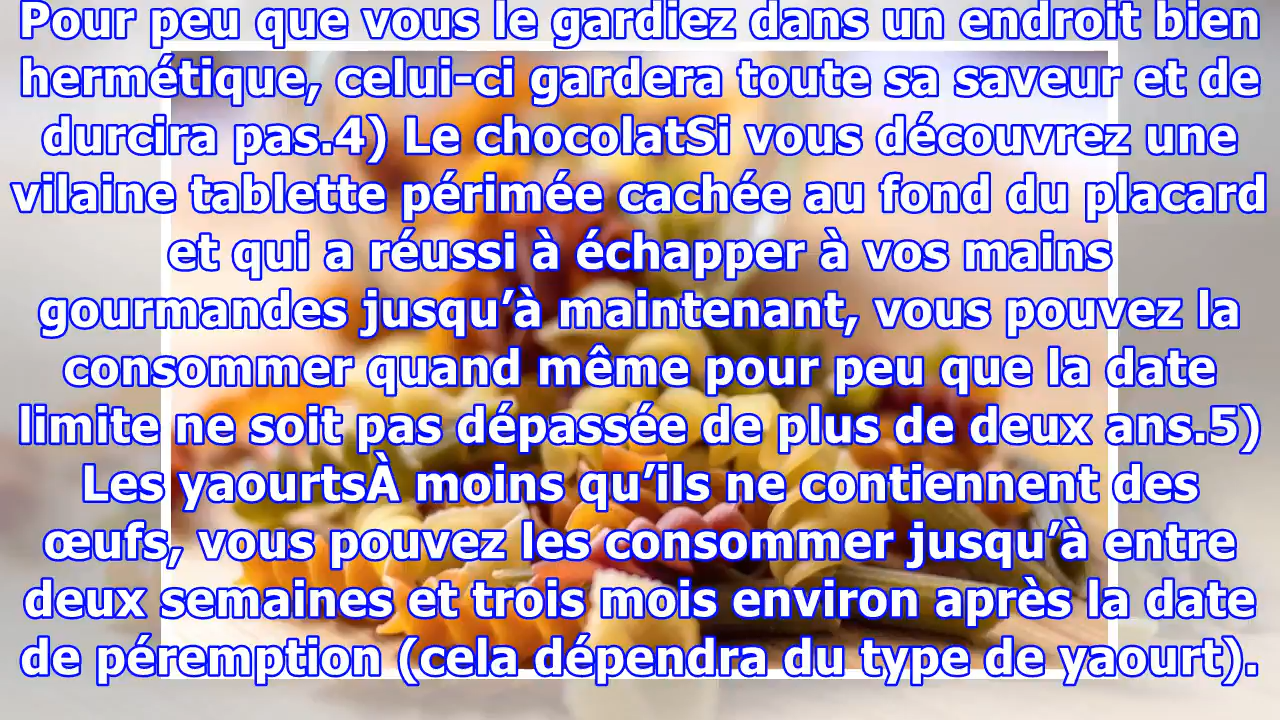 Pour peu que vous le gardiez dans un endroit bien
hermétique, celui-ci gardera toute sa saveur et de
durcira pas.4) Le chocolatSi vous découvrez une
vilaine tablette périmée cachée au fond du placard
et qui a réussi à échapper à vos mains
gourmandes jusqu’à maintenant, vous pouvez la
consommer quand même pour peu que la date
limite ne soit pas dépassée de plus de deux ans.5)
Les yaourtsÀ moins qu’ils ne contiennent des
œufs, vous pouvez les consommer jusqu’à entre
deux semaines et trois mois environ après la date
de péremption (cela dépendra du type de yaourt).